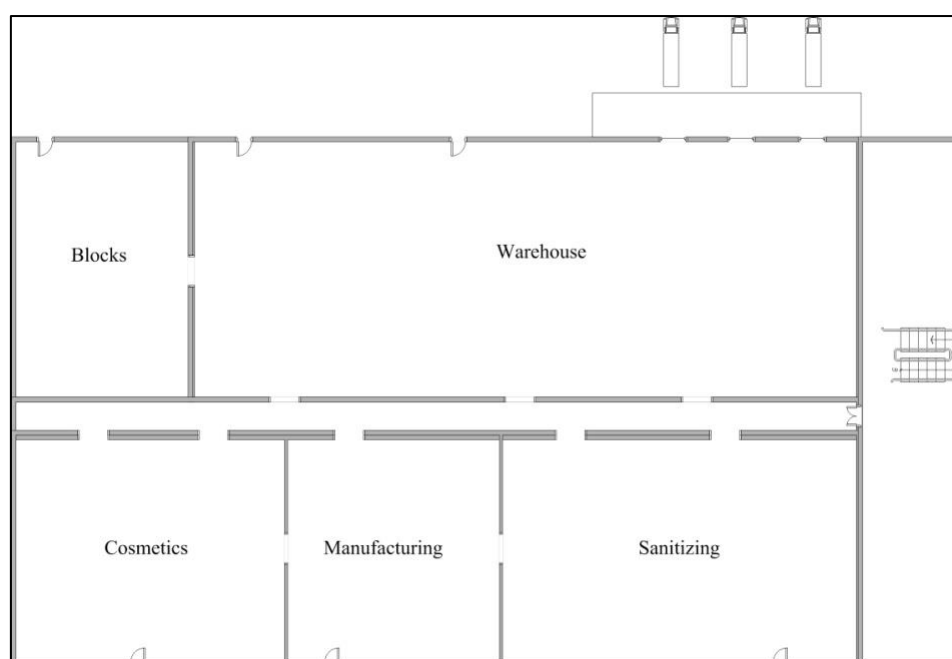 Blocks
Warehouse
Cosmetics
Manufacturing
Sanitizing